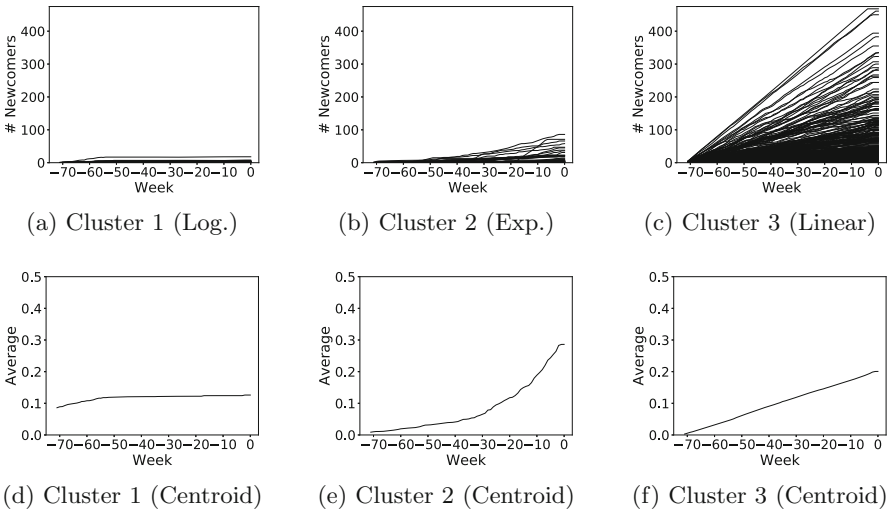 # Newcomers
400
300
200
100
0
−70 −60 −50 −40 −30 −20 −10 0
Week
(a) Cluster 1 (Log.)
# Newcomers
400
300
200
100
0
−70 −60 −50 −40 −30 −20 −10 0
Week
(b) Cluster 2 (Exp.)
# Newcomers
400
300
200
100
0
−70 −60 −50 −40 −30 −20 −10 0
Week
(c) Cluster 3 (Linear)
Average
0.5
0.4
0.3
0.2
0.1
0.0
−70 −60 −50 −40 −30 −20 −10 0
Week
(d) Cluster 1 (Centroid)
Average
0.5
0.4
0.3
0.2
0.1
0.0
−70 −60 −50 −40 −30 −20 −10 0
Week
(e) Cluster 2 (Centroid)
Average
0.5
0.4
0.3
0.2
0.1
0.0
−70 −60 −50 −40 −30 −20 −10 0
Week
(f) Cluster 3 (Centroid)